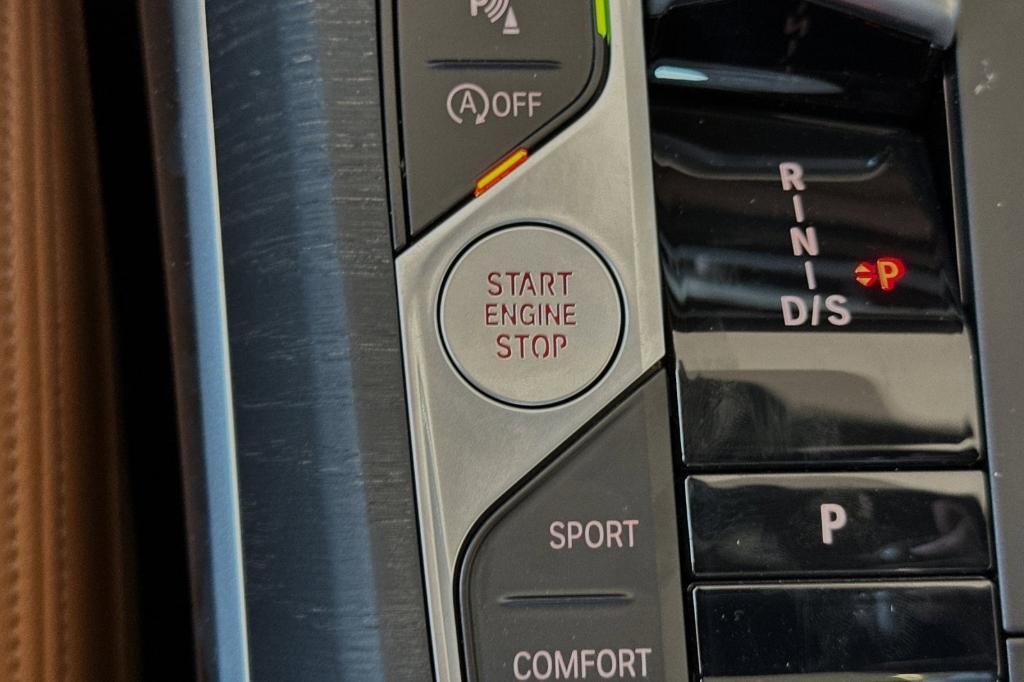 P
A OFF
START
ENGINE
STOP
R
N
D/S
P
P
SPORT
COMFORT